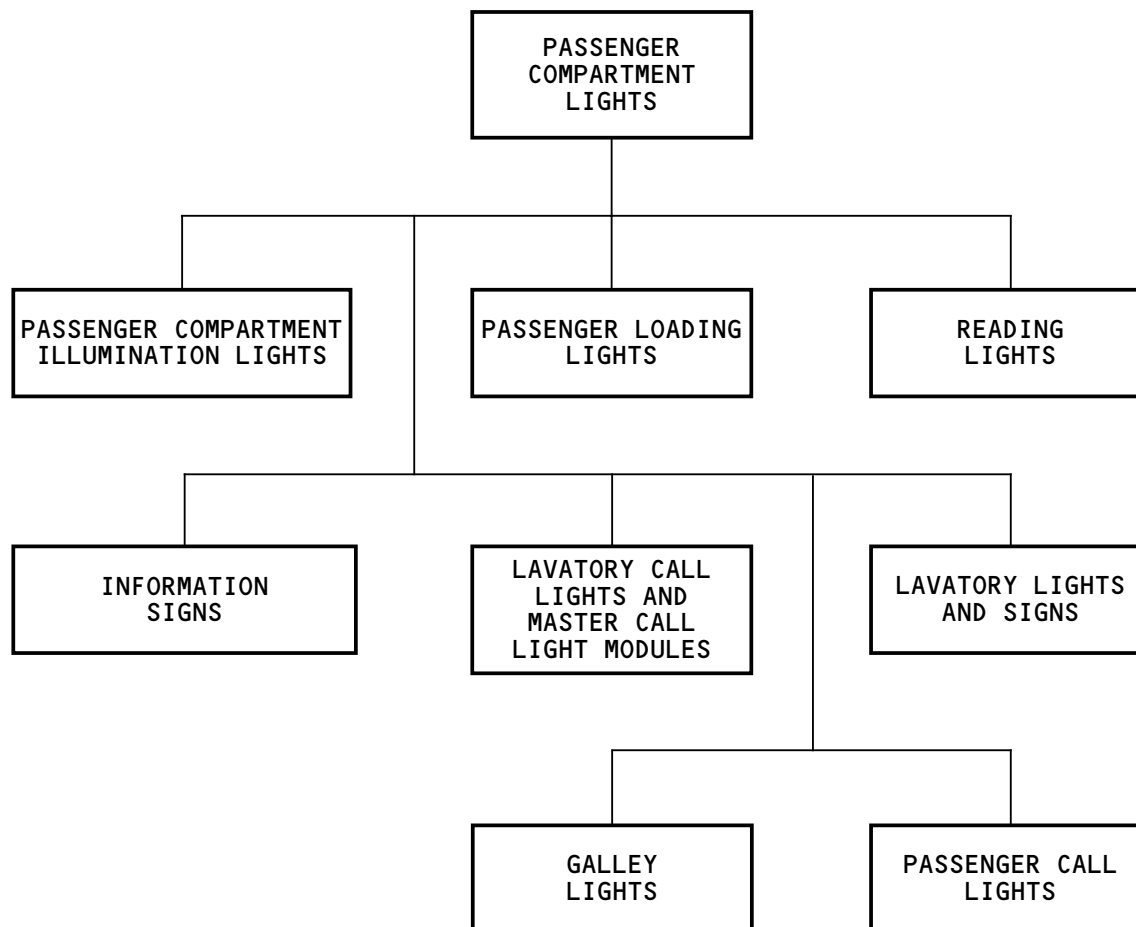 PASSENGER
COMPARTMENT
LIGHTS
PASSENGER COMPARTMENT
ILLUMINATION LIGHTS
PASSENGER LOADING
LIGHTS
READING
LIGHTS
INFORMATION
SIGNS
LAVATORY CALL
LIGHTS AND
MASTER CALL
LIGHT MODULES
LAVATORY LIGHTS
AND SIGNS
GALLEY
LIGHTS
PASSENGER CALL
LIGHTS